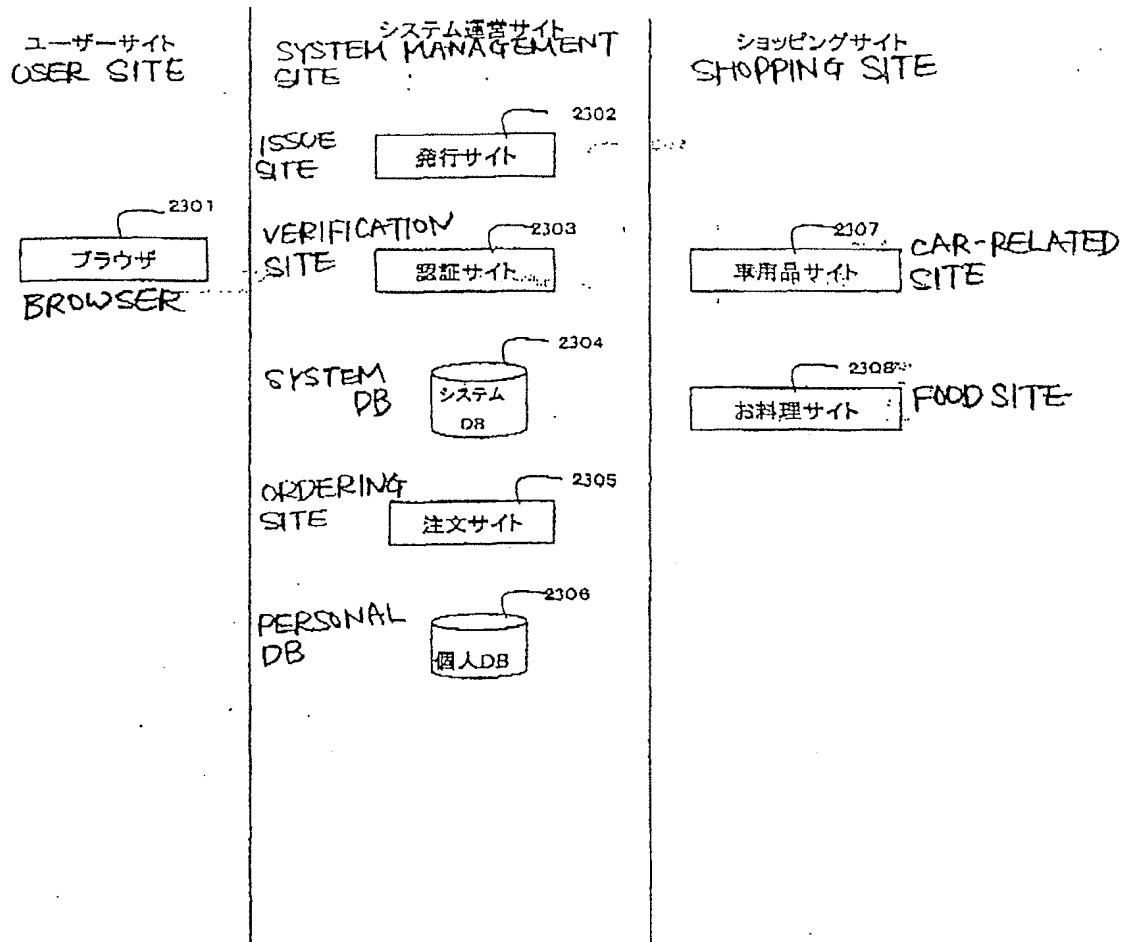 ユーザーサイト
OSER SITE
ブラウザ
2301
BROWSER
システム運営サイト
SYSTEM MANAGEMENT
SITE
2302
ISSUE
SITE
発行サイト
VERIFICATION
SITE
2303
認証サイト
2304
SYSTEM
DB
システム
DB
ORDERING
SITE
2305
注文サイト
2306
PERSONAL
DB
個人DB
ショッピングサイト
SHOPPING SITE
2307
車用品サイト
CAR-RELATED
SITE
2308
お料理サイト
FOOD SITE